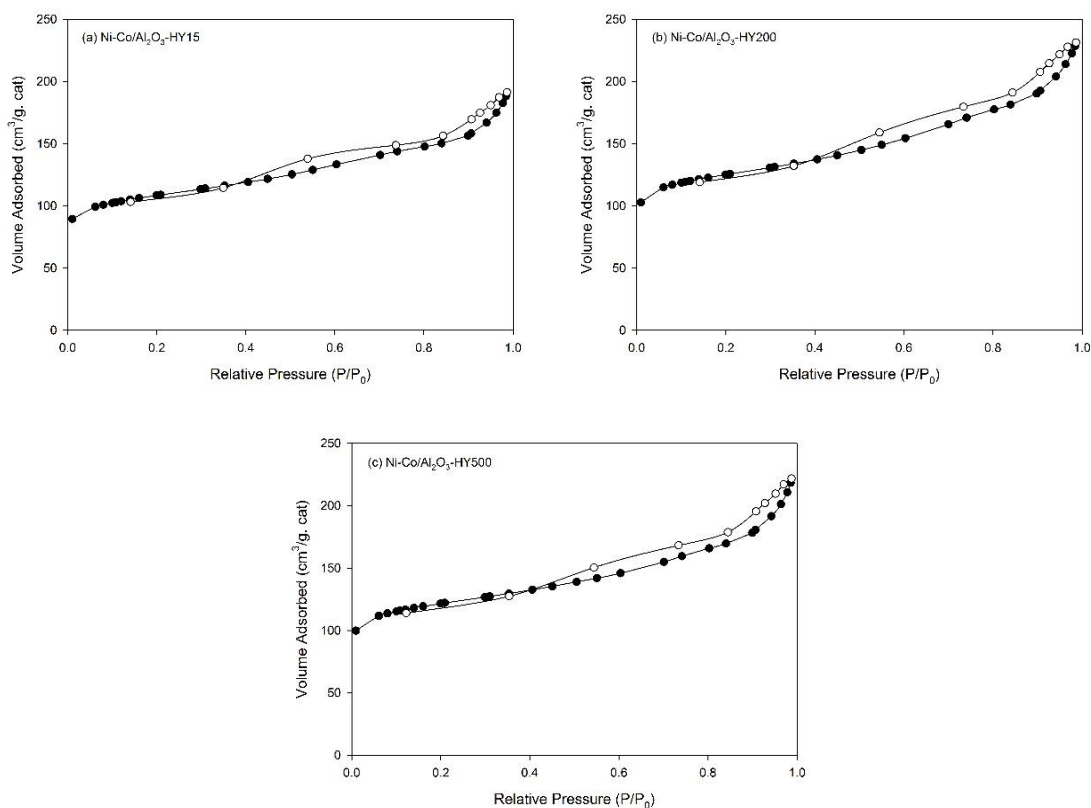 (a) Ni-Co/Al₂O₃-HY15
Volume Adsorbed (cm³/g. cat)
250
200
150
100
50
0
0.0 0.2 0.4 0.6 0.8 1.0
Relative Pressure (P/P₀)
(b) Ni-Co/Al₂O₃-HY200
Volume Adsorbed (cm³/g. cat)
250
200
150
100
50
0
0.0 0.2 0.4 0.6 0.8 1.0
Relative Pressure (P/P₀)
(c) Ni-Co/Al₂O₃-HY500
Volume Adsorbed (cm³/g. cat)
250
200
150
100
50
0
0.0 0.2 0.4 0.6 0.8 1.0
Relative Pressure (P/P₀)